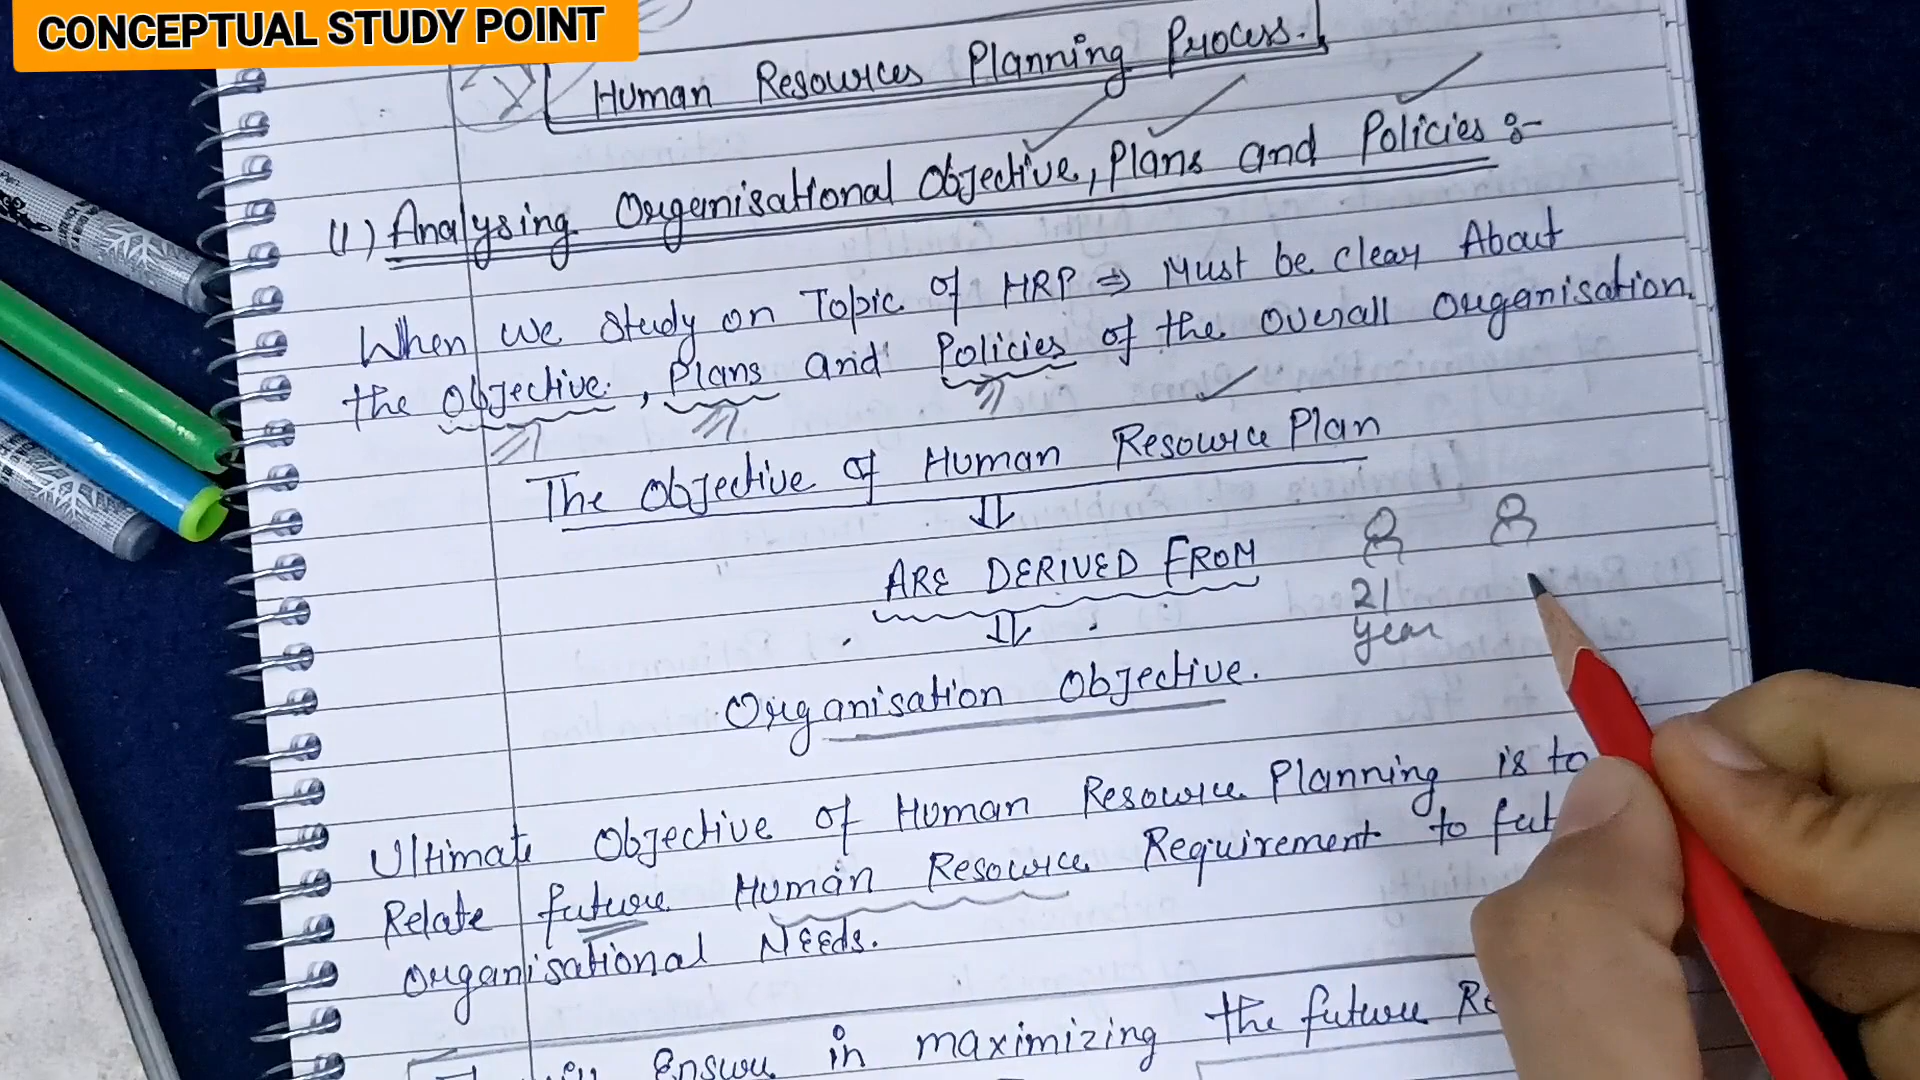 CONCEPTUAL STUDY POINT
Human Resources Planning Process.
(1) Analysing Organisational Objective, Plans and Policies :-
When we study on Topic of HRP ⇒ Must be clear About
the Objective, Plans and Policies of the overall organisation.
The Objective of Human Resource Plan
ARE DERIVED FROM
21
year
Organisation Objective.
Ultimate Objective of Human Resource Planning is to
Relate future Human Resource Requirement to fut
organisational Needs.
Ensure in maximizing the future Re